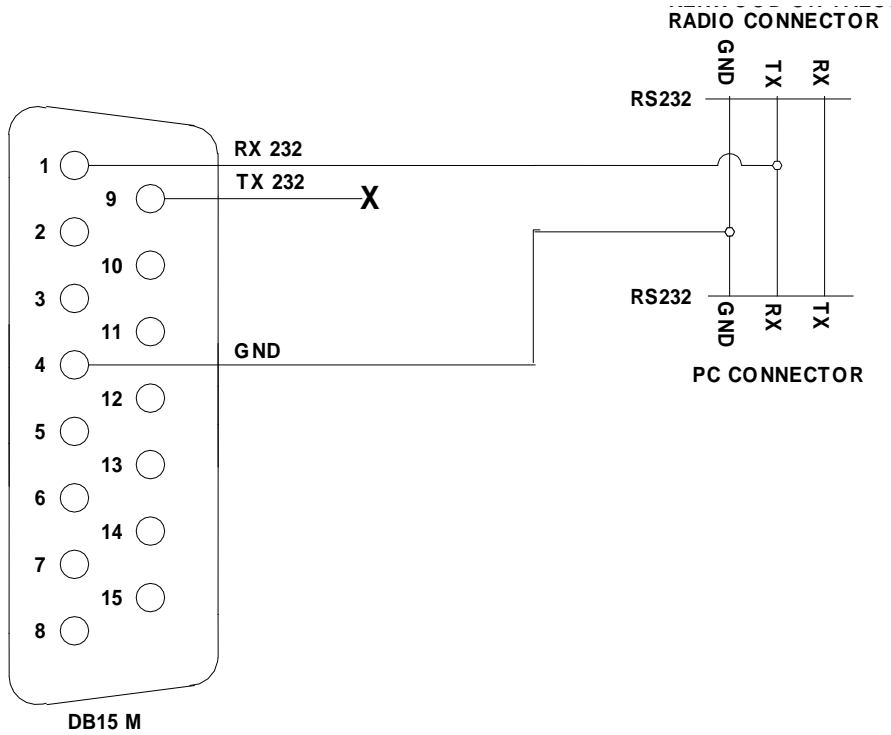 RADIO CONNECTOR
GND TX RX
RS232
1 RX 232
9 TX 232 X
2
10
3
RS232
GND RX TX
11
4 GND
PC CONNECTOR
12
5
13
6
14
7
15
8
DB15 M